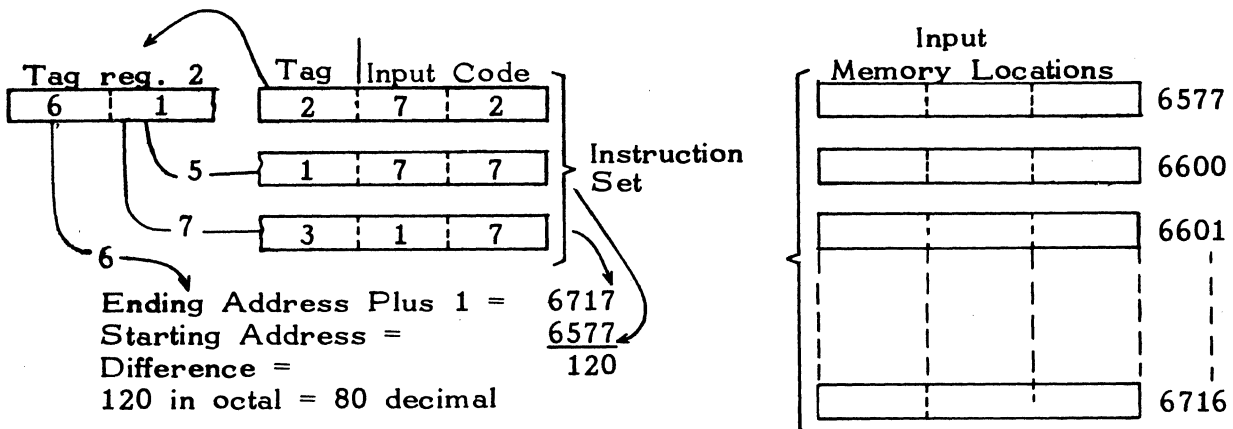 Input
Tag reg. 2 Tag Input Code Memory Locations
6 1 2 7 2 6577
5 1 7 7 Instruction Set 6600
7 3 1 7 6601
6
Ending Address Plus 1 = 6717
Starting Address = 6577
Difference = 120
120 in octal = 80 decimal
6716